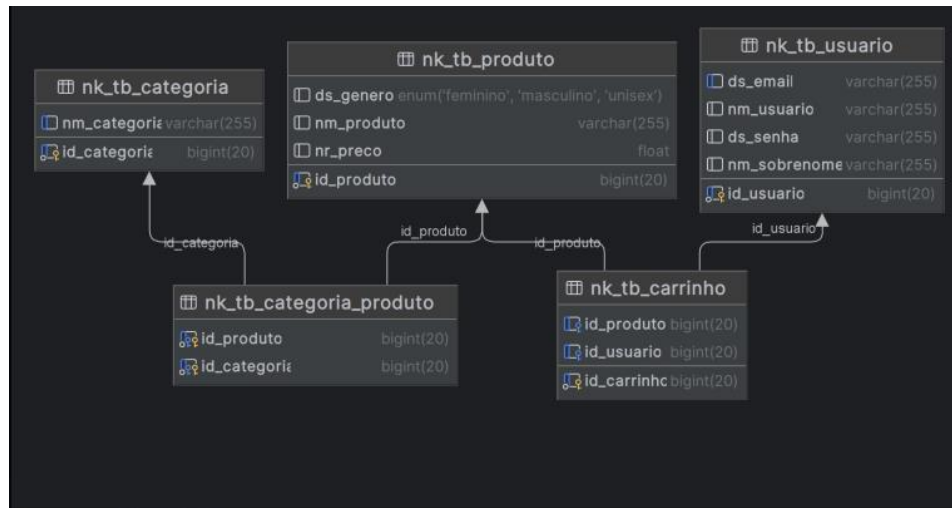 nk_tb_categoria
nm_categoria varchar(255)
id_categoria bigint(20)
nk_tb_produto
ds_genero enum('feminino', 'masculino', 'unisex')
nm_produto varchar(255)
nr_preco float
id_produto bigint(20)
nk_tb_usuario
ds_email varchar(255)
nm_usuario varchar(255)
ds_senha varchar(255)
nm_sobrenome varchar(255)
id_usuario bigint(20)
id_categoria
id_produto
id_produto
id_usuario
nk_tb_categoria_produto
id_produto bigint(20)
id_categoria bigint(20)
nk_tb_carrinho
id_produto bigint(20)
id_usuario bigint(20)
id_carrinho bigint(20)